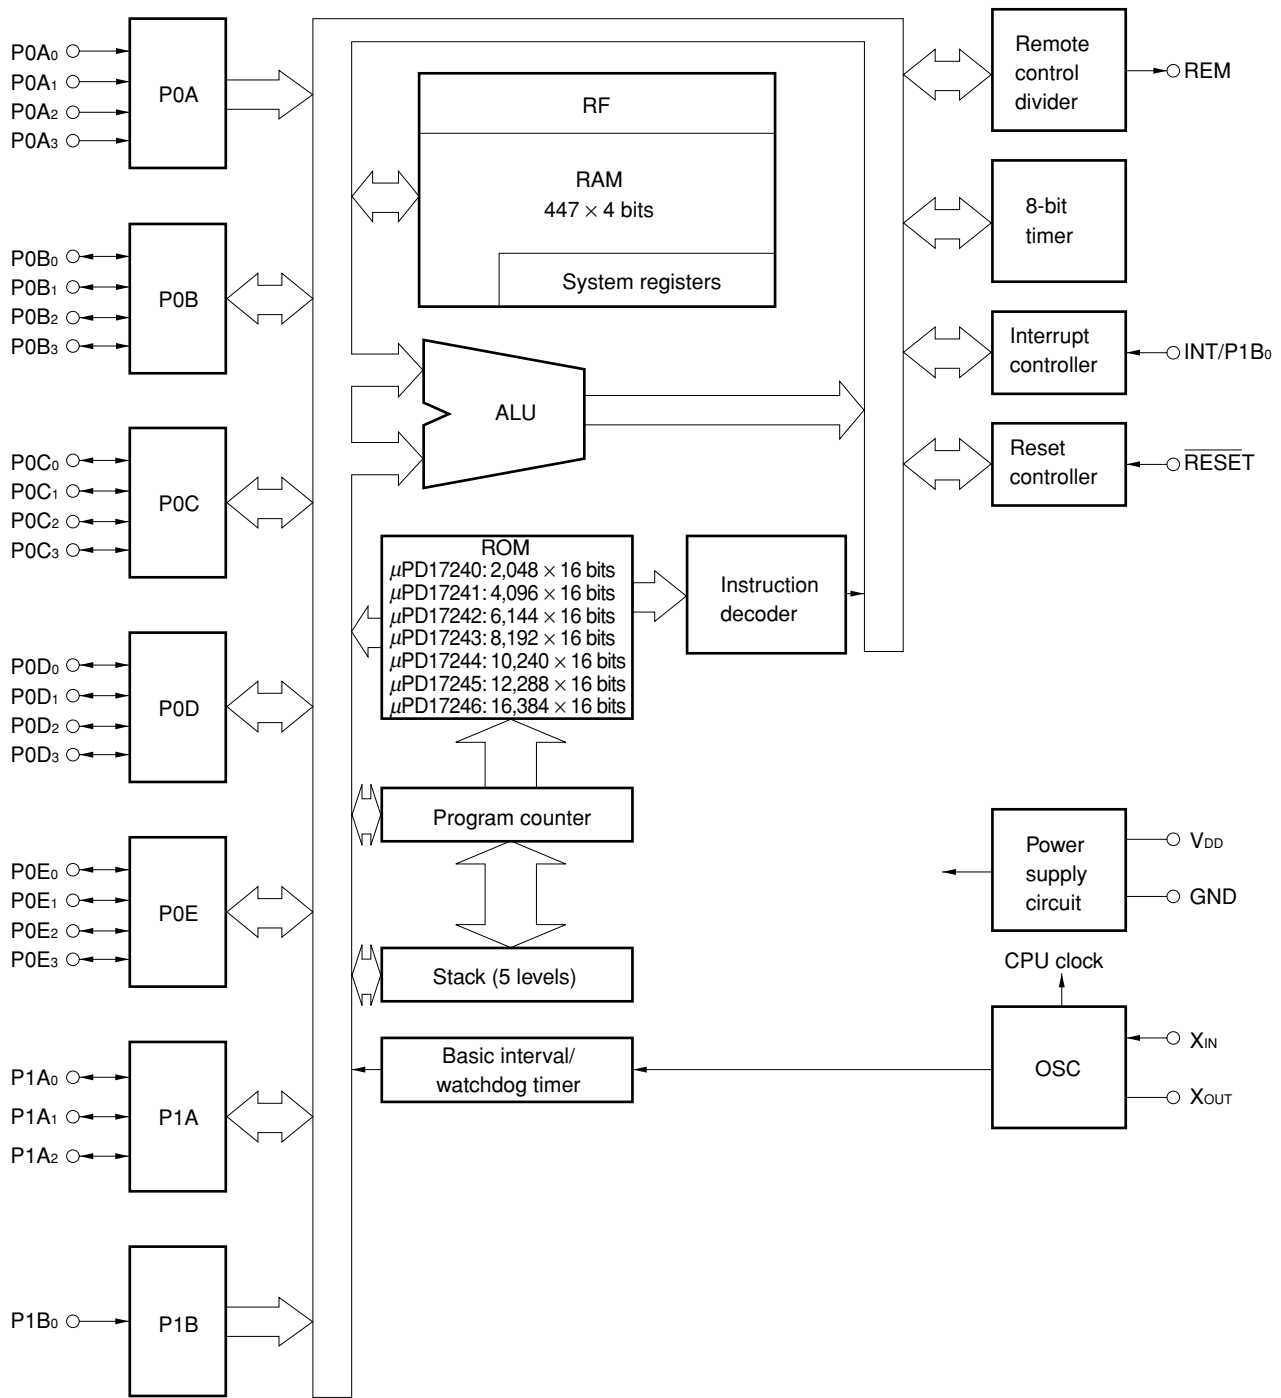 P0A0
P0A1
P0A2
P0A3
P0A
P0B0
P0B1
P0B2
P0B3
P0B
P0C0
P0C1
P0C2
P0C3
P0C
P0D0
P0D1
P0D2
P0D3
P0D
P0E0
P0E1
P0E2
P0E3
P0E
P1A0
P1A1
P1A2
P1A
P1B0
P1B
RF
RAM
447 × 4 bits
System registers
ALU
ROM
μPD17240: 2,048 × 16 bits
μPD17241: 4,096 × 16 bits
μPD17242: 6,144 × 16 bits
μPD17243: 8,192 × 16 bits
μPD17244: 10,240 × 16 bits
μPD17245: 12,288 × 16 bits
μPD17246: 16,384 × 16 bits
Instruction
decoder
Program counter
Stack (5 levels)
Basic interval/
watchdog timer
Remote
control
divider
REM
8-bit
timer
Interrupt
controller
INT/P1B0
Reset
controller
RESET
Power
supply
circuit
VDD
GND
CPU clock
OSC
XIN
XOUT